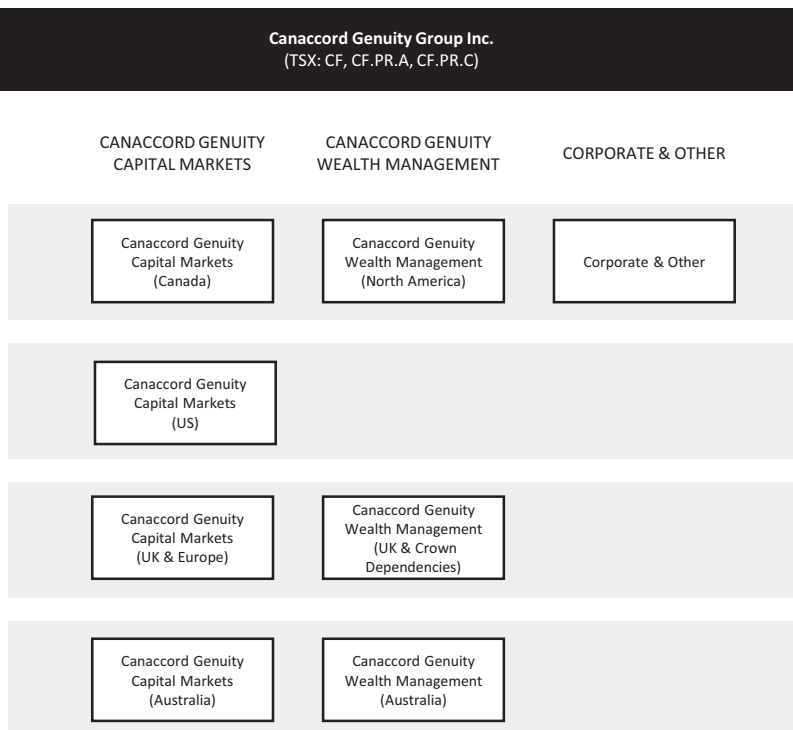 Canaccord Genuity Group Inc.
(TSX: CF, CF.PR.A, CF.PR.C)
CANACCORD GENUITY
CAPITAL MARKETS
CANACCORD GENUITY
WEALTH MANAGEMENT
CORPORATE & OTHER
Canaccord Genuity
Capital Markets
(Canada)
Canaccord Genuity
Wealth Management
(North America)
Corporate & Other
Canaccord Genuity
Capital Markets
(US)
Canaccord Genuity
Capital Markets
(UK & Europe)
Canaccord Genuity
Wealth Management
(UK & Crown
Dependencies)
Canaccord Genuity
Capital Markets
(Australia)
Canaccord Genuity
Wealth Management
(Australia)